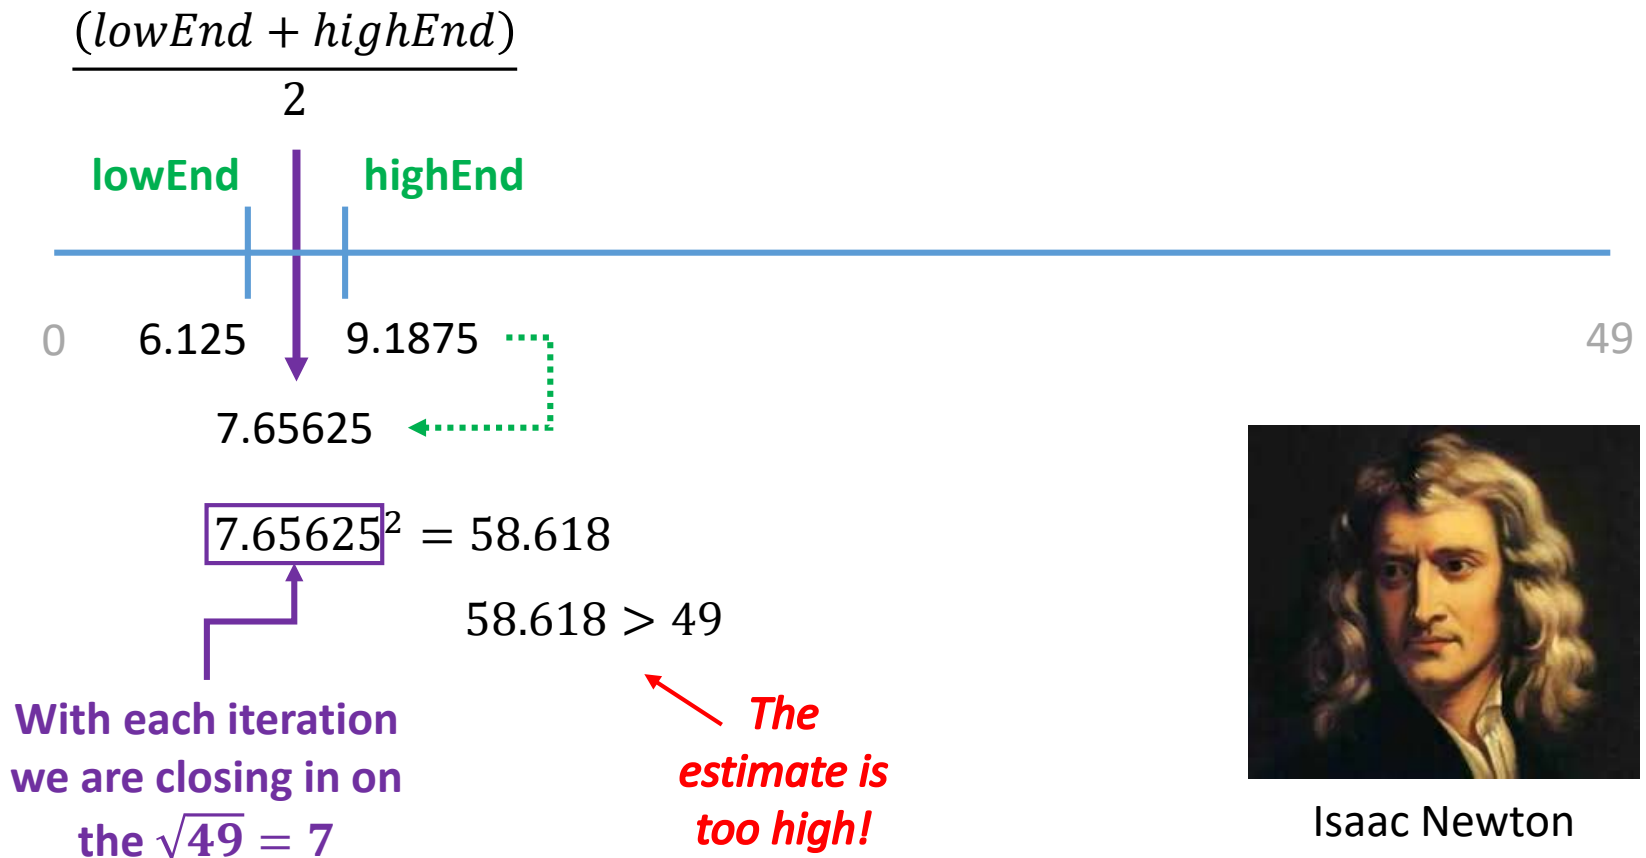 (lowEnd + highEnd)
2
lowEnd highEnd
0 6.125 9.1875 49
7.65625
7.65625² = 58.618
58.618 > 49
With each iteration
we are closing in on
the √49 = 7
The
estimate is
too high!
Isaac Newton